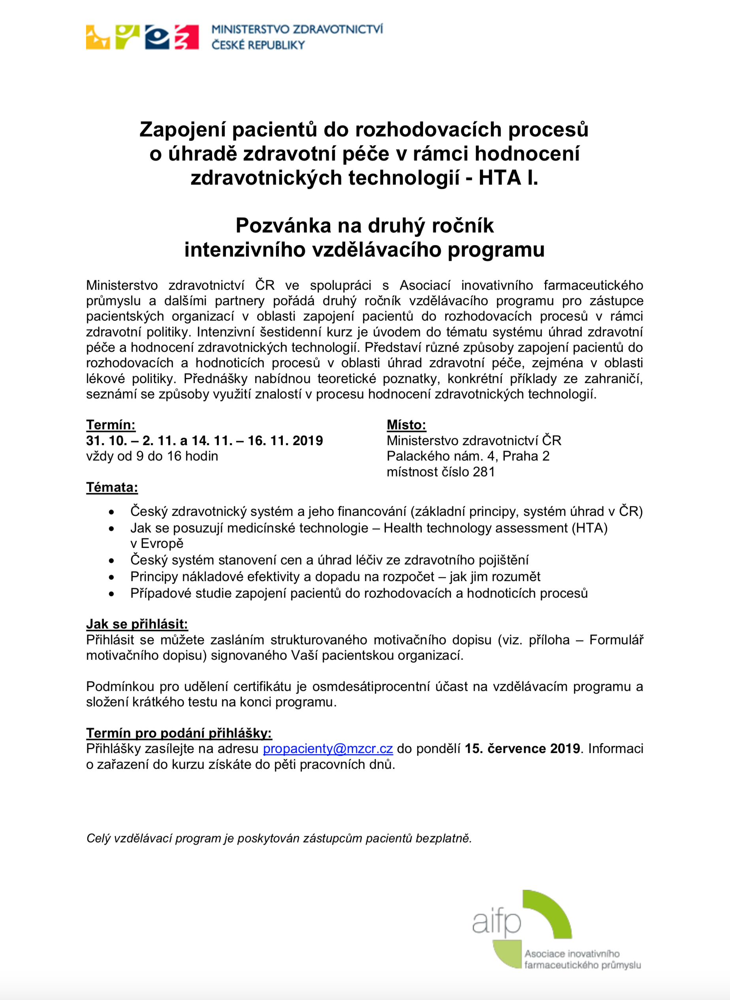 MINISTERSTVO ZDRAVOTNICTVÍ
ČESKÉ REPUBLIKY
Zapojení pacientů do rozhodovacích procesů
o úhradě zdravotní péče v rámci hodnocení
zdravotnických technologií - HTA I.
Pozvánka na druhý ročník
intenzivního vzdělávacího programu
Ministerstvo zdravotnictví ČR ve spolupráci s Asociací inovativního farmaceutického
průmyslu a dalšími partnery pořádá druhý ročník vzdělávacího programu pro zástupce
pacientských organizací v oblasti zapojení pacientů do rozhodovacích procesů v rámci
zdravotní politiky. Intenzivní šestidenní kurz je úvodem do tématu systému úhrad zdravotní
péče a hodnocení zdravotnických technologií. Představí různé způsoby zapojení pacientů do
rozhodovacích a hodnoticích procesů v oblasti úhrad zdravotní péče, zejména v oblasti
lékové politiky. Přednášky nabídnou teoretické poznatky, konkrétní příklady ze zahraničí,
seznámí se způsoby využití znalostí v procesu hodnocení zdravotnických technologií.
Termín:
31. 10. – 2. 11. a 14. 11. – 16. 11. 2019
vždy od 9 do 16 hodin
Místo:
Ministerstvo zdravotnictví ČR
Palackého nám. 4, Praha 2
místnost číslo 281
Témata:
• Český zdravotnický systém a jeho financování (základní principy, systém úhrad v ČR)
• Jak se posuzují medicínské technologie – Health technology assessment (HTA)
v Evropě
• Český systém stanovení cen a úhrad léčiv ze zdravotního pojištění
• Principy nákladové efektivity a dopadu na rozpočet – jak jim rozumět
• Případové studie zapojení pacientů do rozhodovacích a hodnoticích procesů
Jak se přihlásit:
Přihlásit se můžete zasláním strukturovaného motivačního dopisu (viz. příloha – Formulář
motivačního dopisu) signovaného Vaší pacientskou organizací.
Podmínkou pro udělení certifikátu je osmdesátiprocentní účast na vzdělávacím programu a
složení krátkého testu na konci programu.
Termín pro podání přihlášky:
Přihlášky zasílejte na adresu propacienty@mzcr.cz do pondělí 15. července 2019. Informaci
o zařazení do kurzu získáte do pěti pracovních dnů.
Celý vzdělávací program je poskytován zástupcům pacientů bezplatně.
aifp
Asociace inovativního
farmaceutického průmyslu